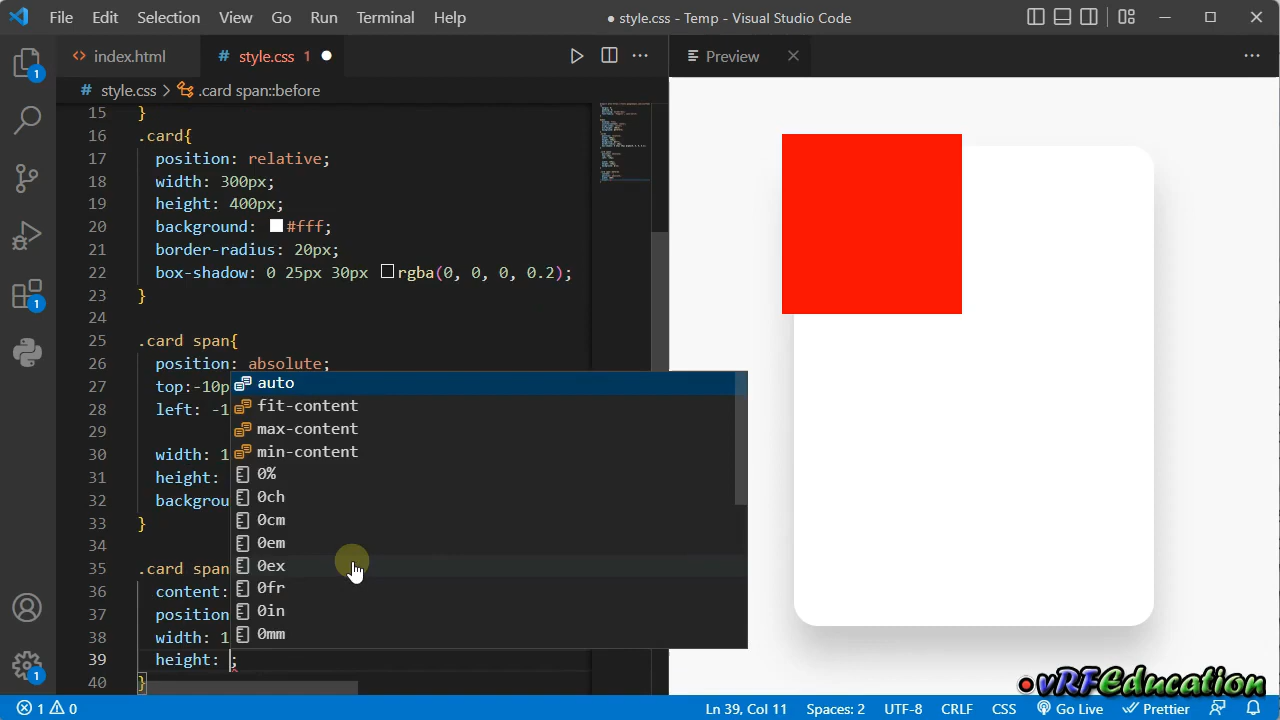 File Edit Selection View Go Run Terminal Help
● style.css - Temp - Visual Studio Code
index.html
# style.css 1
Preview
# style.css > .card span::before
15 }
16 .card{
17 position: relative;
18 width: 300px;
19 height: 400px;
20 background: #fff;
21 border-radius: 20px;
22 box-shadow: 0 25px 30px rgba(0, 0, 0, 0.2);
23 }
24
25 .card span{
26 position: absolute;
27 top:-10p
28 left: -1
29
30 width: 1
31 height:
32 backgrou
33 }
34
35 .card span
36 content:
37 position
38 width: 1
39 height: ;
40 }
auto
fit-content
max-content
min-content
0%
0ch
0cm
0em
0ex
0fr
0in
0mm
1
1
1
vRFEducation
1 0
Ln 39, Col 11 Spaces: 2 UTF-8 CRLF CSS Go Live Prettier